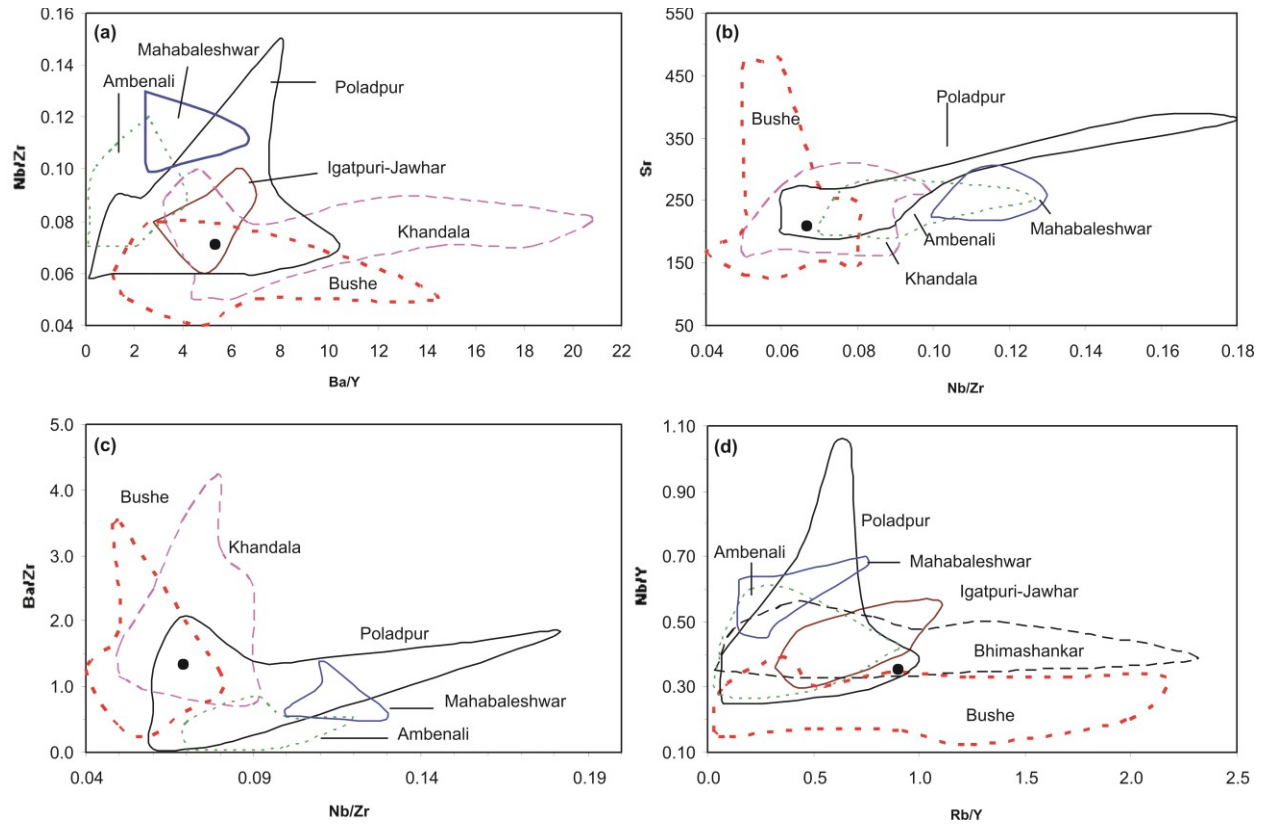 (a)
0.16
0.14
0.12
0.10
0.08
0.06
0.04
Nb/Zr
Mahabaleshwar
Ambenali
Poladpur
Igatpuri-Jawhar
Khandala
Bushe
0 2 4 6 8 10 12 14 16 18 20 22
Ba/Y
(b)
550
450
350
250
150
50
Sr
Poladpur
Bushe
Mahabaleshwar
Ambenali
Khandala
0.04 0.06 0.08 0.10 0.12 0.14 0.16 0.18
Nb/Zr
(c)
5.0
4.0
3.0
2.0
1.0
0.0
Ba/Zr
Bushe
Khandala
Poladpur
Mahabaleshwar
Ambenali
0.04 0.09 0.14 0.19
Nb/Zr
(d)
1.10
0.90
0.70
0.50
0.30
0.10
Nb/Y
Poladpur
Ambenali
Mahabaleshwar
Igatpuri-Jawhar
Bhimashankar
Bushe
0.0 0.5 1.0 1.5 2.0 2.5
Rb/Y